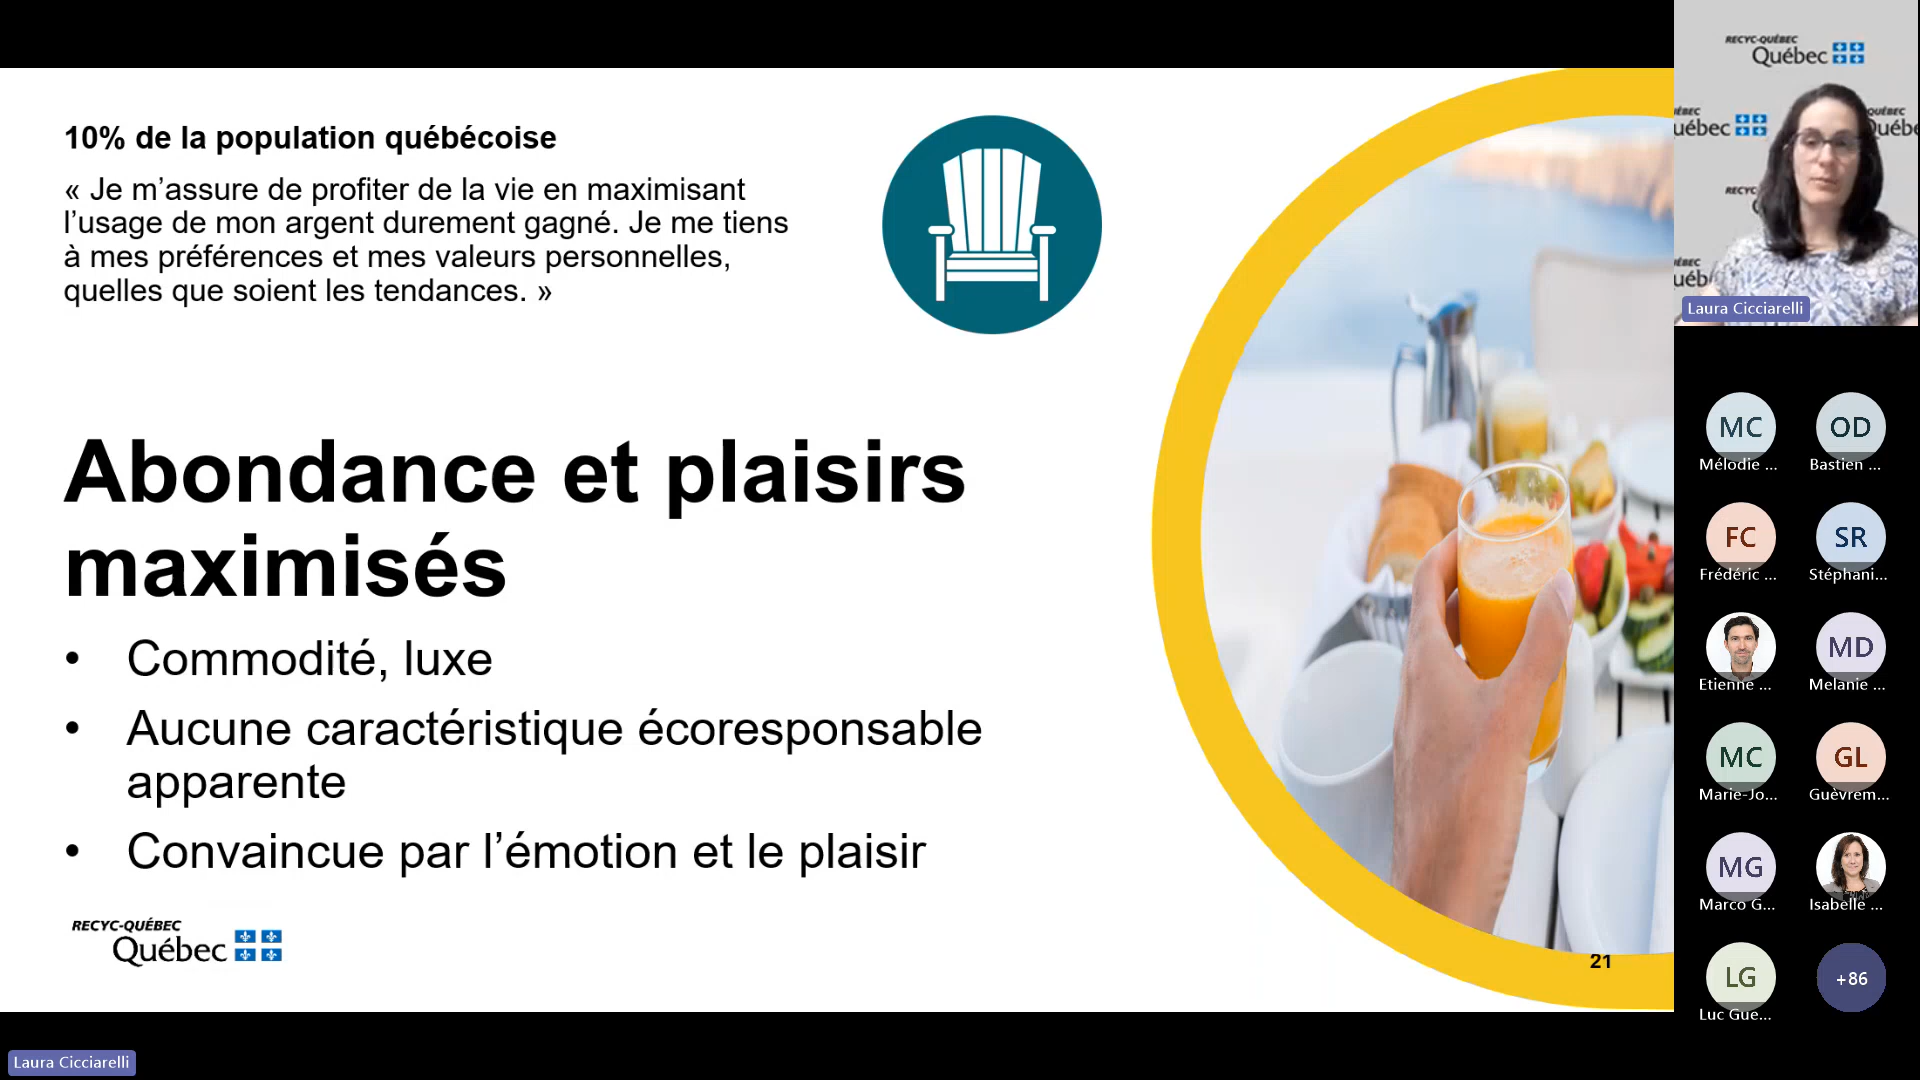 10% de la population québécoise
« Je m’assure de profiter de la vie en maximisant
l’usage de mon argent durement gagné. Je me tiens
à mes préférences et mes valeurs personnelles,
quelles que soient les tendances. »
Abondance et plaisirs
maximisés
• Commodité, luxe
• Aucune caractéristique écoresponsable
apparente
• Convaincue par l’émotion et le plaisir
RECYC-QUÉBEC
Québec
21
RECYC-QUÉBEC
Québec
Laura Cicciarelli
MC
Mélodie ...
OD
Bastien ...
FC
Frédéric ...
SR
Stéphani...
Etienne ...
MD
Melanie ...
MC
Marie-Jo...
GL
Guèvrem...
MG
Marco G...
Isabelle ...
LG
Luc Gue...
+86
Laura Cicciarelli